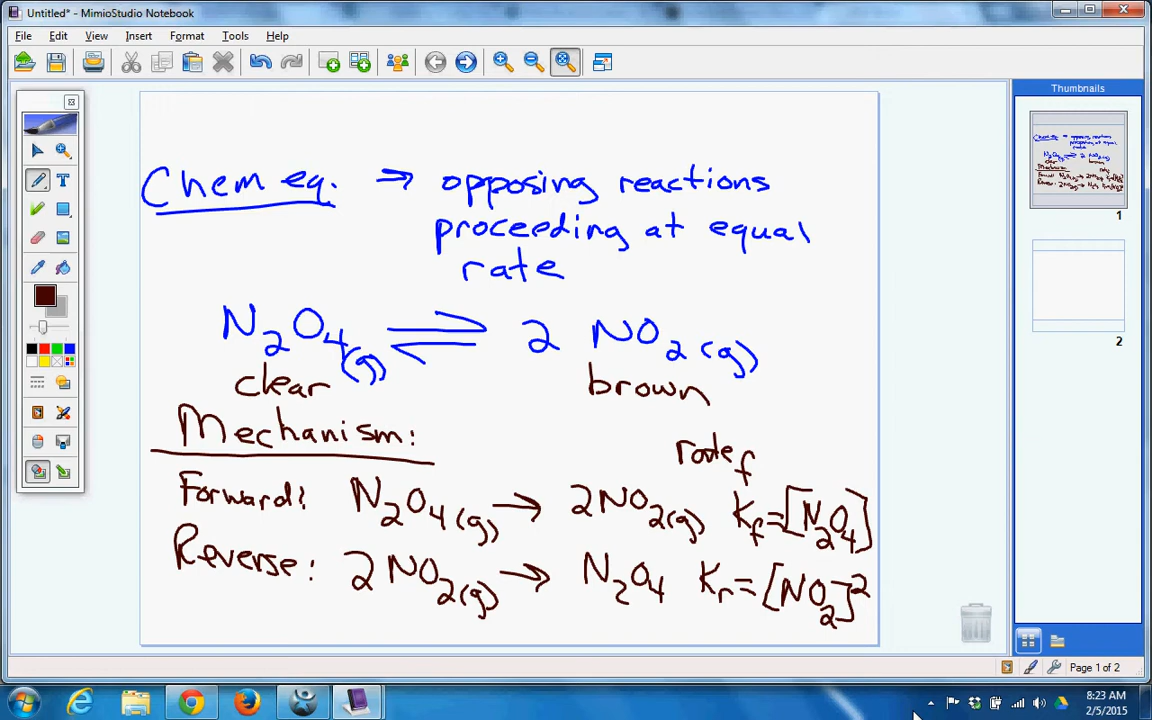 Untitled* - MimioStudio Notebook
File Edit View Insert Format Tools Help
Thumbnails
Chem eq. → opposing reactions
proceeding at equal
rate
N₂O₄(g) ⇌ 2 NO₂(g)
clear brown
Mechanism:
rate f
Forward: N₂O₄(g) → 2NO₂(g) Kf=[N₂O₄]
Reverse: 2NO₂(g) → N₂O₄ Kr=[NO₂]²
1
2
Page 1 of 2
8:23 AM
2/5/2015